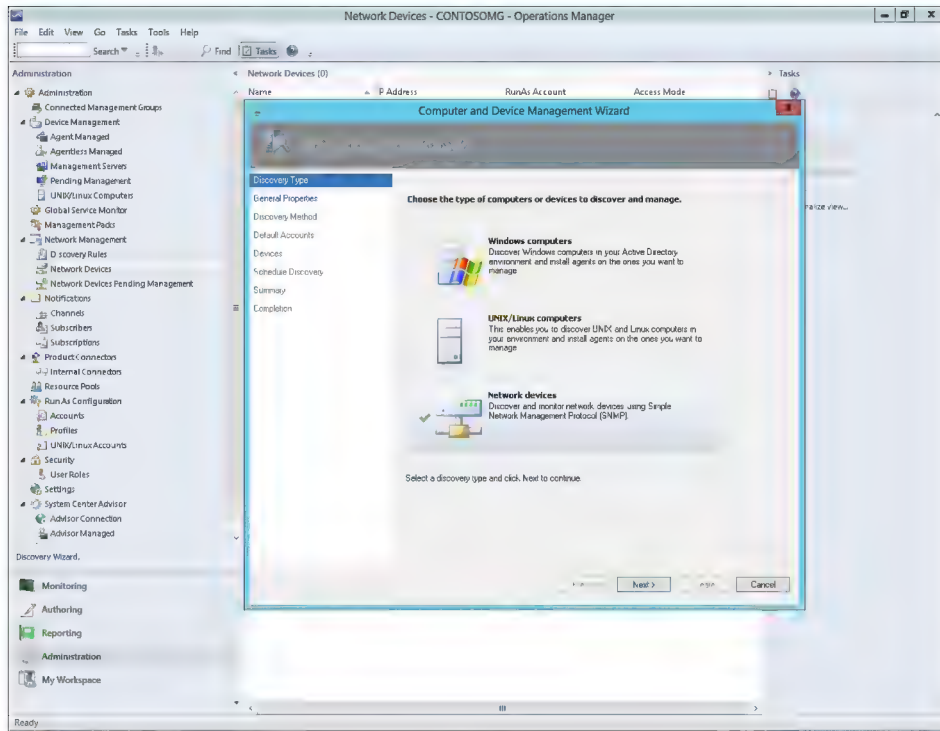 Network Devices - CONTOSOMG - Operations Manager
File Edit View Go Tasks Tools Help
Search Find Tasks
Administration
Network Devices (0)
Tasks
Name P Address RunAs Account Access Mode
Administration
Connected Management Groups
Device Management
Agent Managed
Agentless Managed
Management Servers
Pending Management
UNIX/Linux Computers
Global Service Monitor
Management Packs
Network Management
D scovery Rules
Network Devices
Network Devices Pending Management
Notifications
Channels
Subscribers
Subscriptions
Product Connectors
Internal Connectors
Resource Pools
Run As Configuration
Accounts
Profiles
UNIX/Linux Accounts
Security
User Roles
Settings
System Center Advisor
Advisor Connection
Advisor Managed
Discovery Wizard.
Monitoring
Authoring
Reporting
Administration
My Workspace
Ready
Computer and Device Management Wizard
Discovery Type
General Properties
Discovery Method
Default Accounts
Devices
Schedule Discovery
Summary
Completion
Choose the type of computers or devices to discover and manage.
Windows computers
Discover Windows computers in your Active Directory
environment and install agents on the ones you want to
manage
UNIX/Linux computers
This enables you to discover UNIX and Linux computers in
your environment and install agents on the ones you want to
manage
Network devices
Discover and monitor network devices using Simple
Network Management Protocol (SNMP).
Select a discovery type and click Next to continue.
Next > Cancel
nalize view...